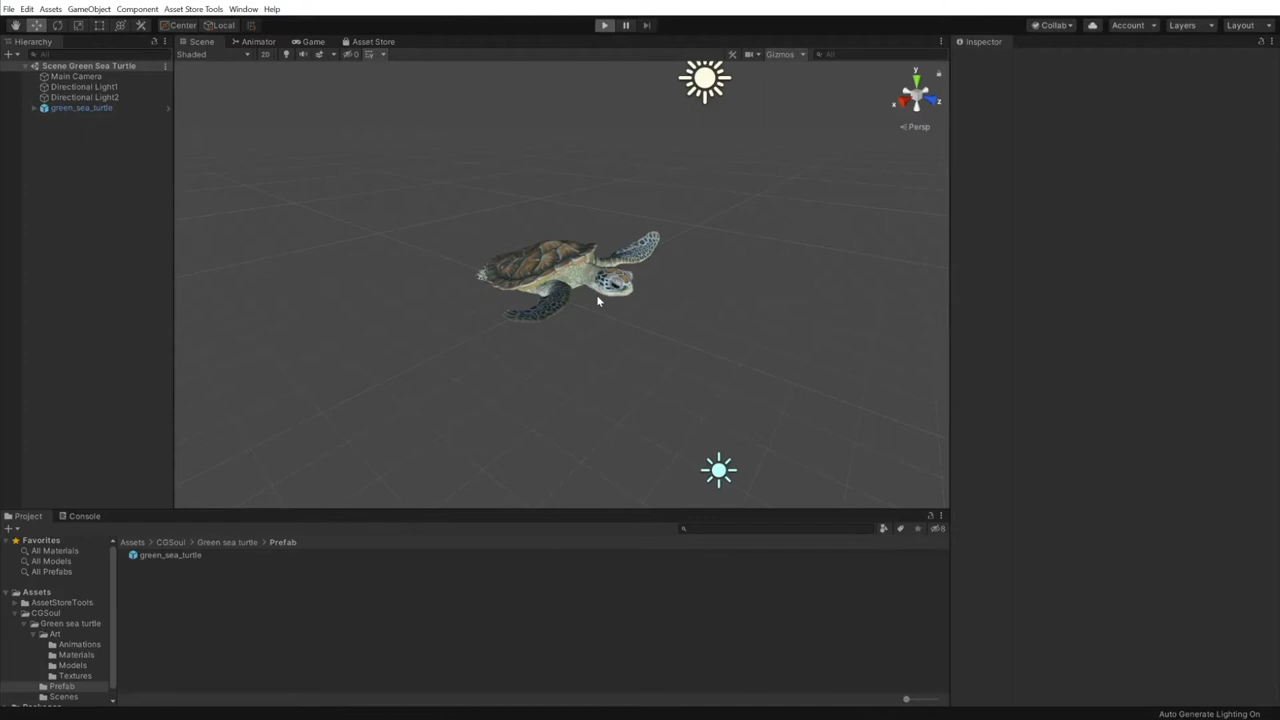 File Edit Assets GameObject Component Asset Store Tools Window Help
Center Local Collab Account Layers Layout
Hierarchy Scene Animator Game Asset Store Inspector
All Shaded 2D 0 Gizmos All
Scene Green Sea Turtle
Main Camera
Directional Light1
Directional Light2
green_sea_turtle
y
x z
Persp
Project Console
8
Favorites
All Materials
All Models
All Prefabs
Assets
AssetStoreTools
CGSoul
Green sea turtle
Art
Animations
Materials
Models
Textures
Prefab
Scenes
Assets > CGSoul > Green sea turtle > Prefab
green_sea_turtle
Auto Generate Lighting On